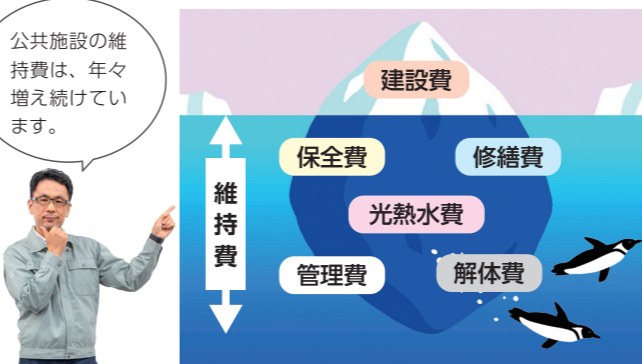 公共施設の維
持費は、年々
増え続けてい
ます。
建設費
保全費
修繕費
維持費
光熱水費
管理費
解体費